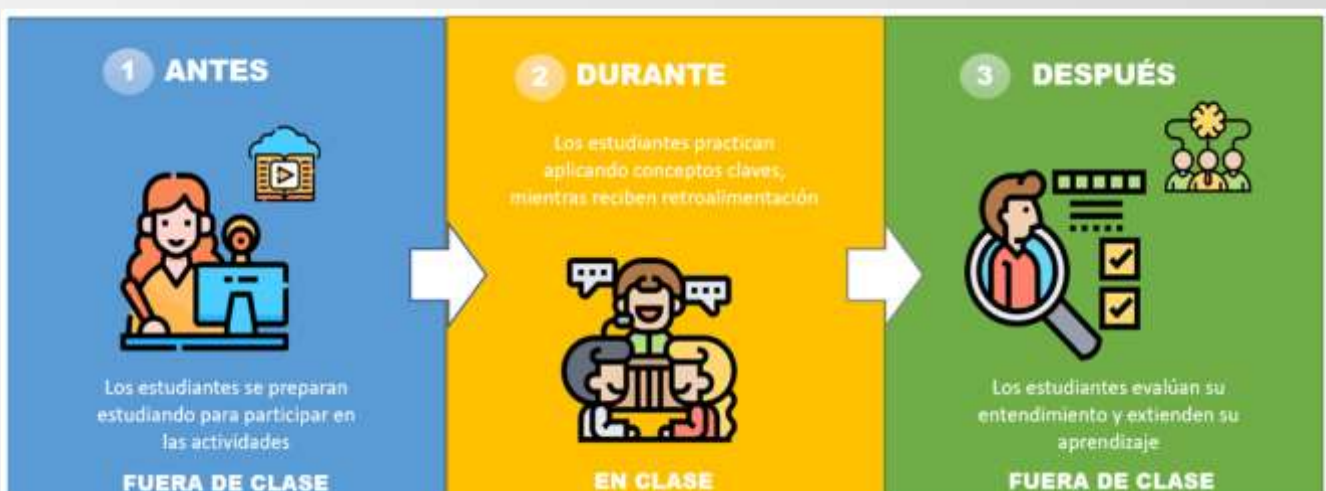 1 ANTES
Los estudiantes se preparan
estudiando para participar en
las actividades
FUERA DE CLASE
2 DURANTE
Los estudiantes practican
aplicando conceptos claves,
mientras reciben retroalimentación
EN CLASE
3 DESPUÉS
Los estudiantes evalúan su
entendimiento y extienden su
aprendizaje
FUERA DE CLASE